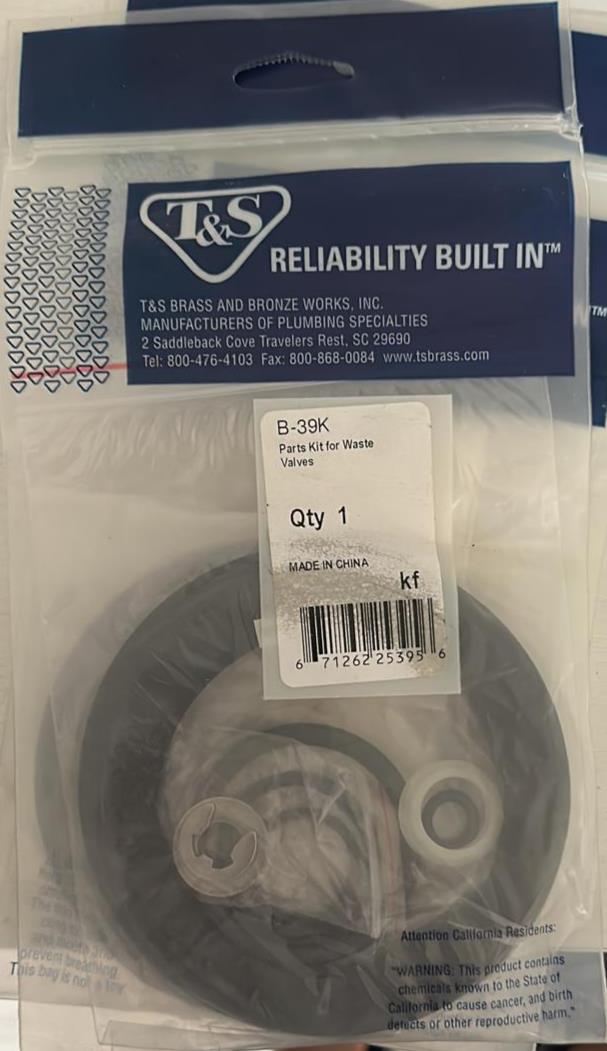 T&S
RELIABILITY BUILT IN™
T&S BRASS AND BRONZE WORKS, INC.
MANUFACTURERS OF PLUMBING SPECIALTIES
2 Saddleback Cove Travelers Rest, SC 29690
Tel: 800-476-4103 Fax: 800-868-0084 www.tsbrass.com
TM
B-39K
Parts Kit for Waste
Valves
Qty 1
MADE IN CHINA
kf
6 71262 25395 6
prevent breathing
This bag is not a toy
Attention California Residents:
"WARNING: This product contains
chemicals known to the State of
California to cause cancer, and birth
defects or other reproductive harm."